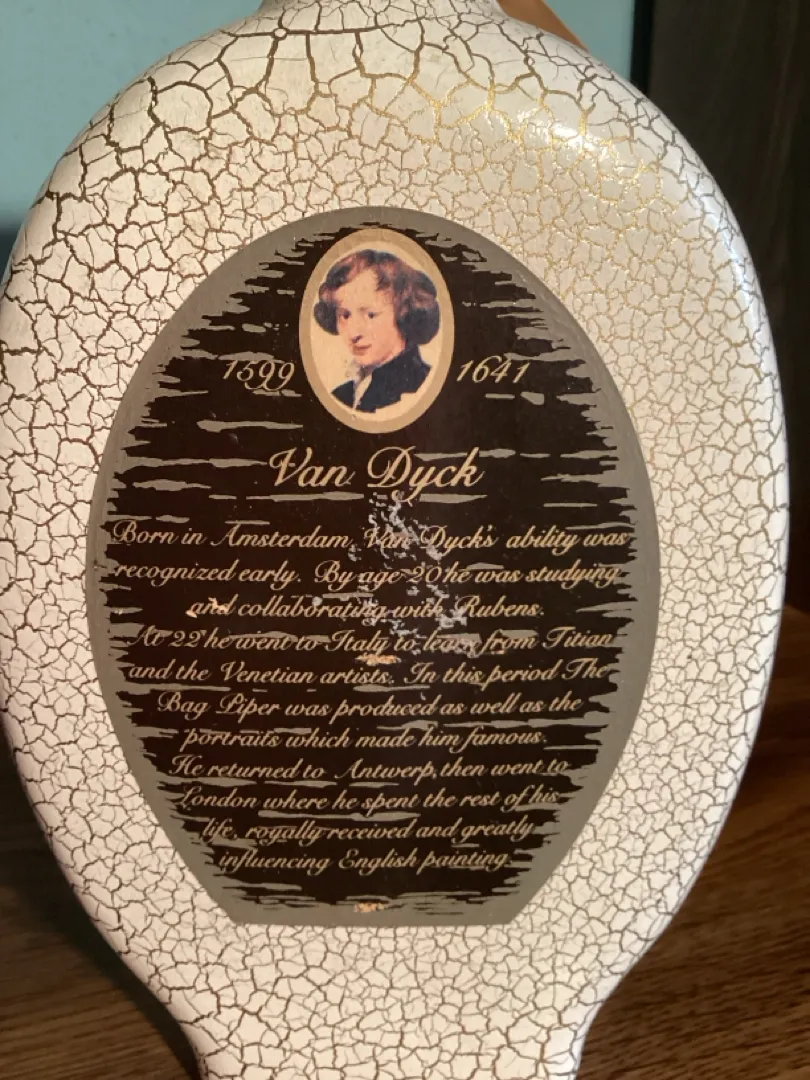 1599 1641
Van Dyck
Born in Amsterdam, Van Dyck's ability was
recognized early. By age 20 he was studying
and collaborating with Rubens.
At 22 he went to Italy to learn from Titian
and the Venetian artists. In this period The
Bag Piper was produced as well as the
portraits which made him famous.
He returned to Antwerp, then went to
London where he spent the rest of his
life, rogally received and greatly
influencing English painting.